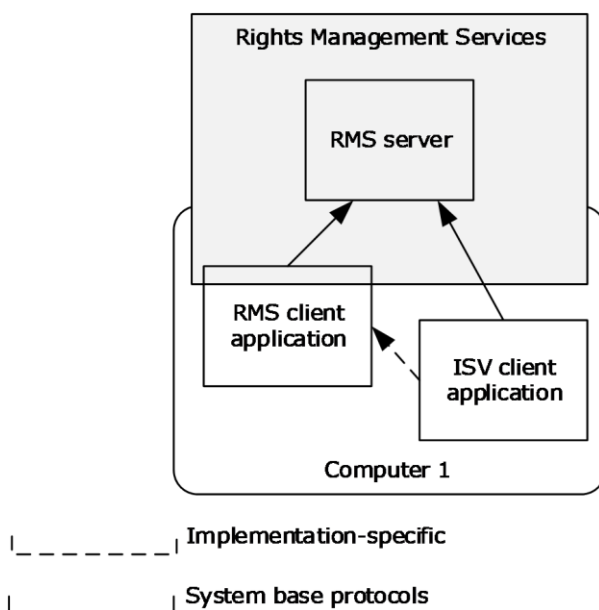 Rights Management Services
RMS server
RMS client
application
ISV client
application
Computer 1
Implementation-specific
System base protocols